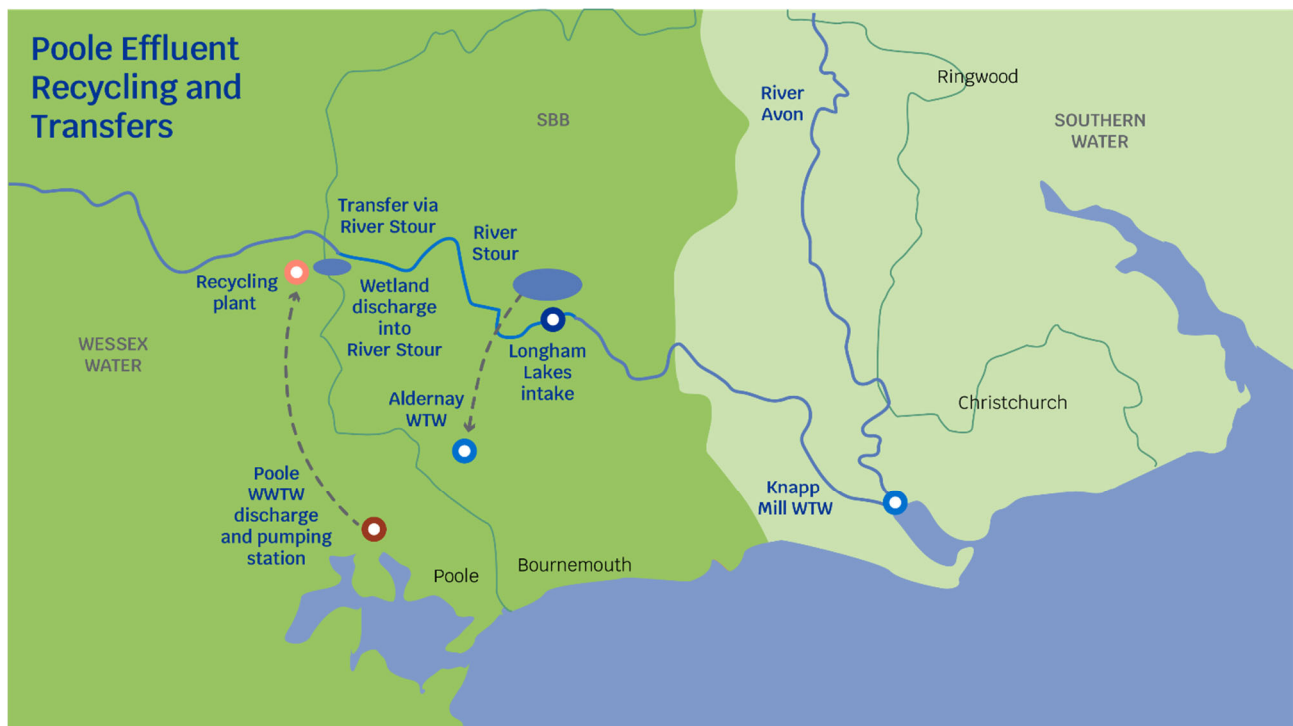 Poole Effluent
Recycling and
Transfers
SBB
River
Avon
Ringwood
SOUTHERN
WATER
Transfer via
River Stour
River
Stour
Recycling
plant
Wetland
discharge
into
River Stour
WESSEX
WATER
Longham
Lakes
intake
Aldernay
WTW
Christchurch
Poole
WWTW
discharge
and pumping
station
Knapp
Mill WTW
Poole
Bournemouth